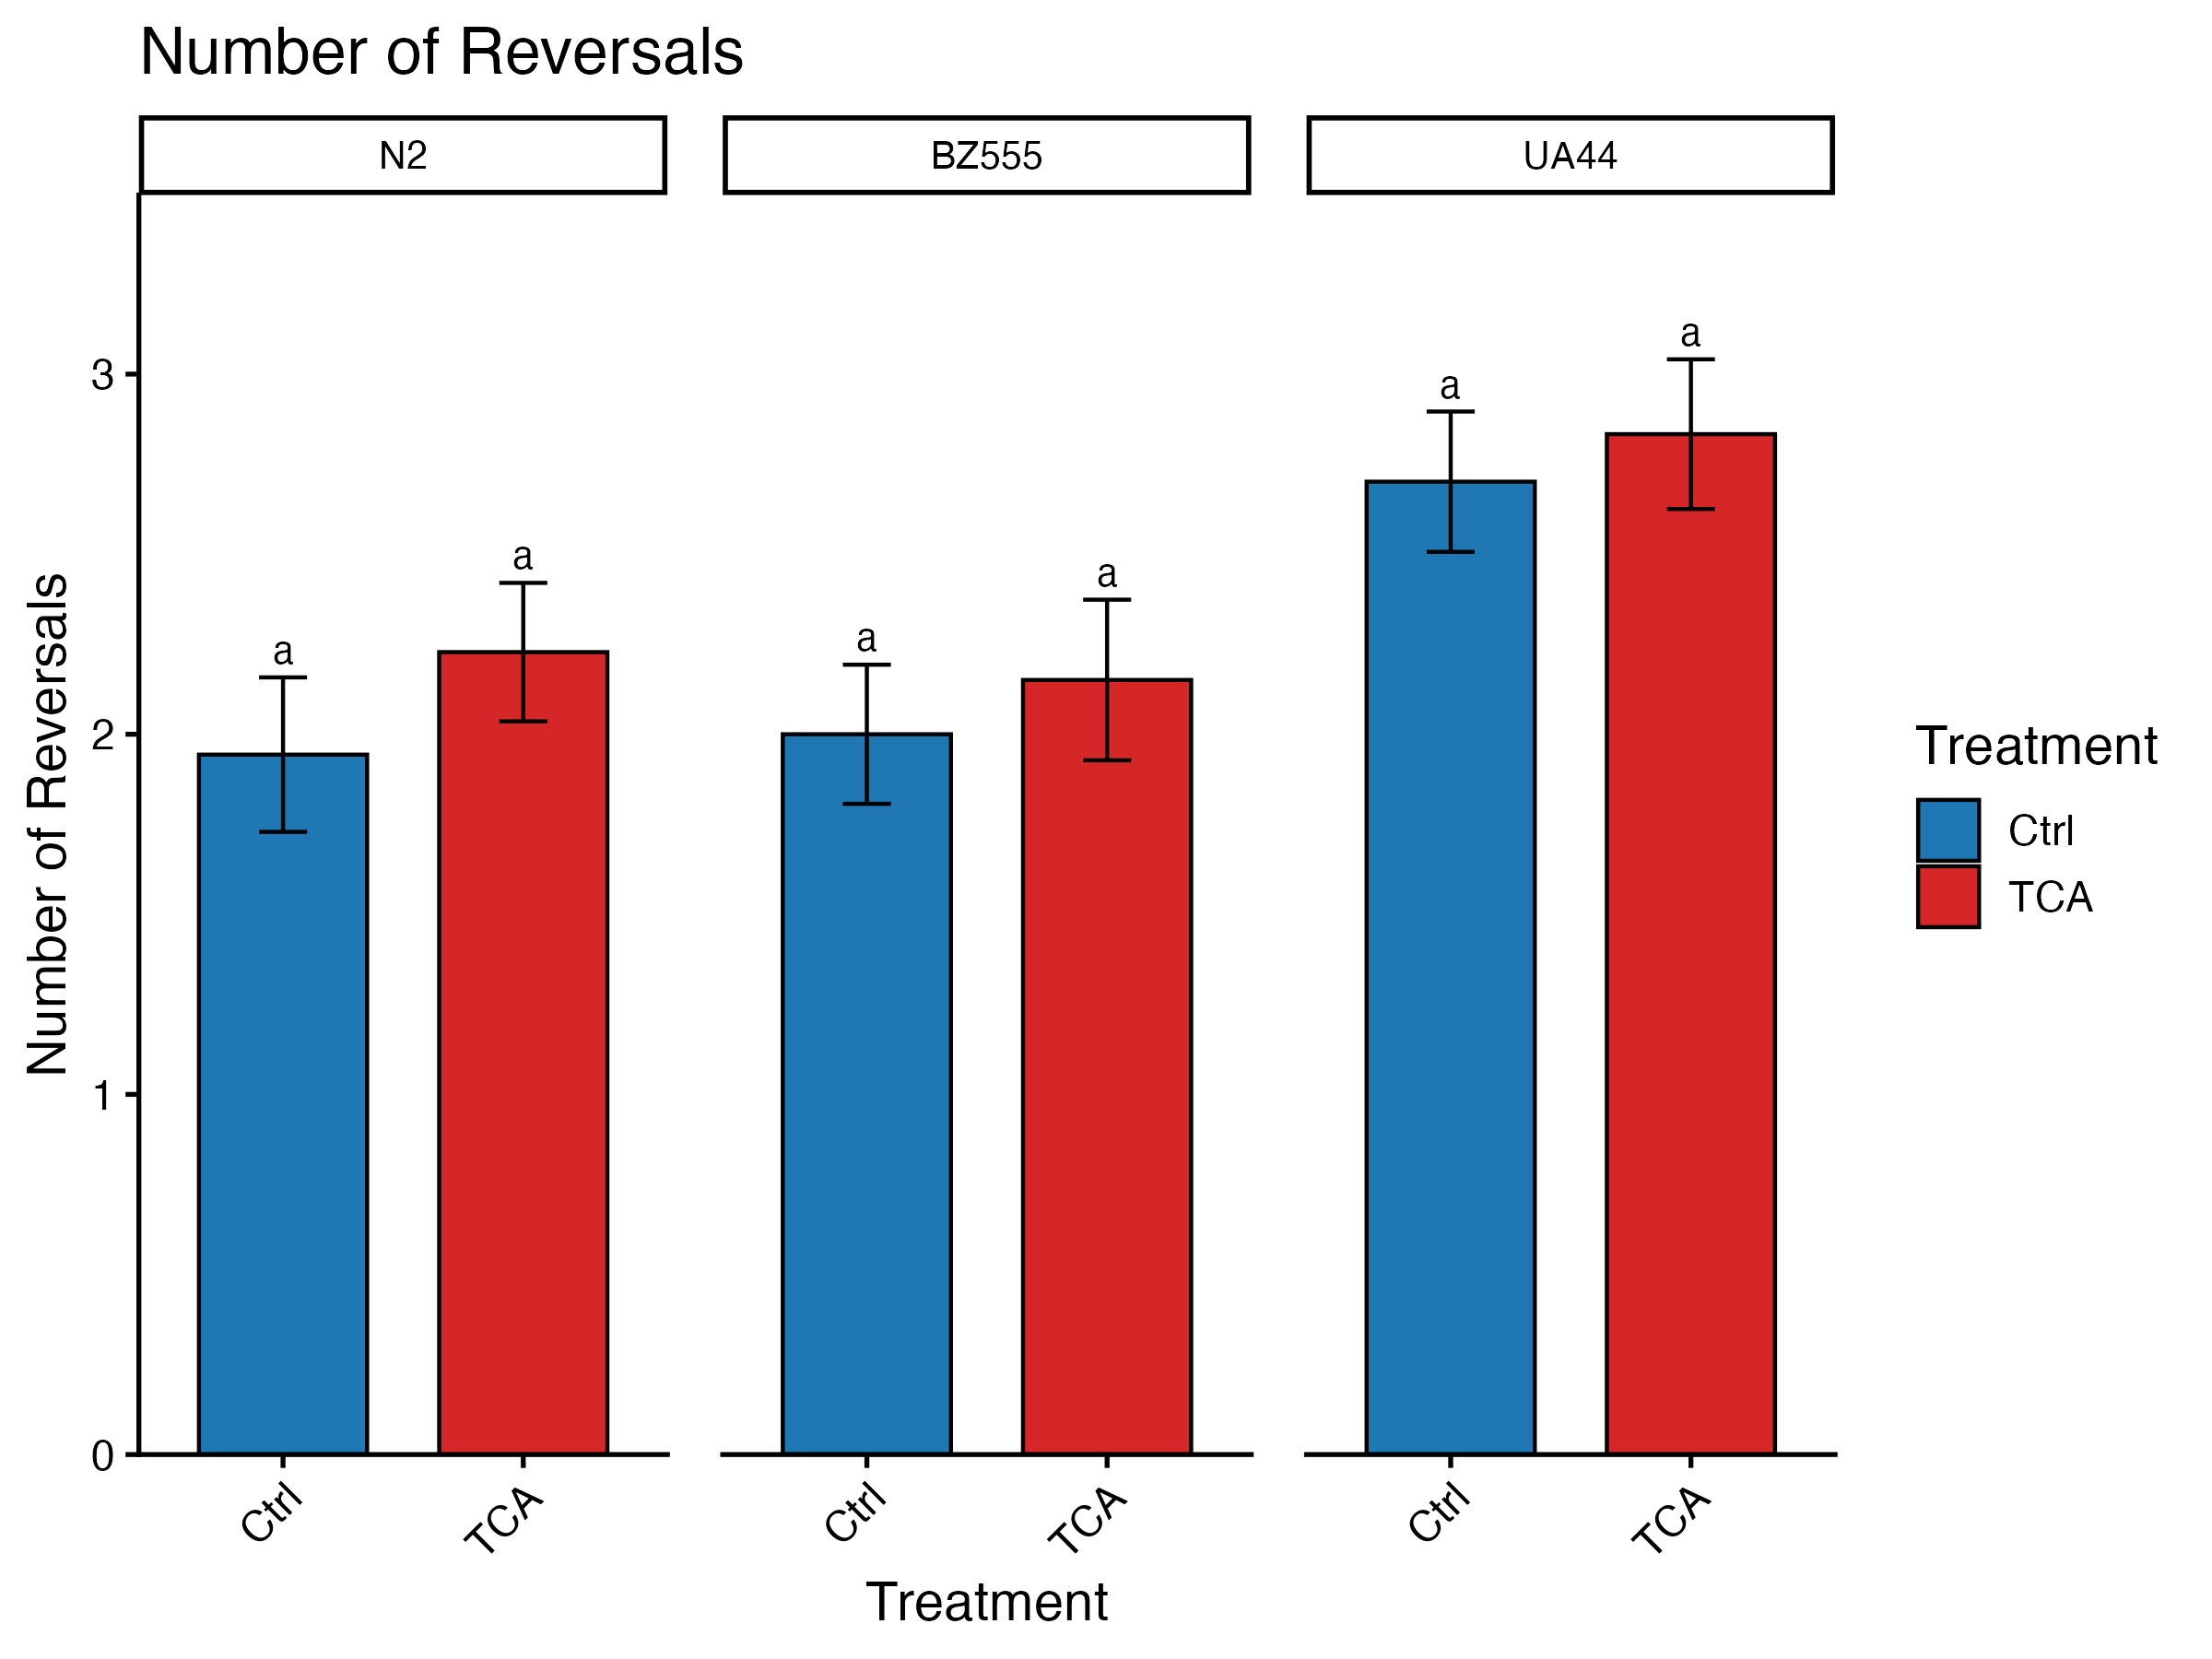 Number of Reversals
N2
BZ555
UA44
Number of Reversals
3
2
1
0
a
a
a
a
a
a
Ctrl
TCA
Ctrl
TCA
Ctrl
TCA
Treatment
Treatment
Ctrl
TCA